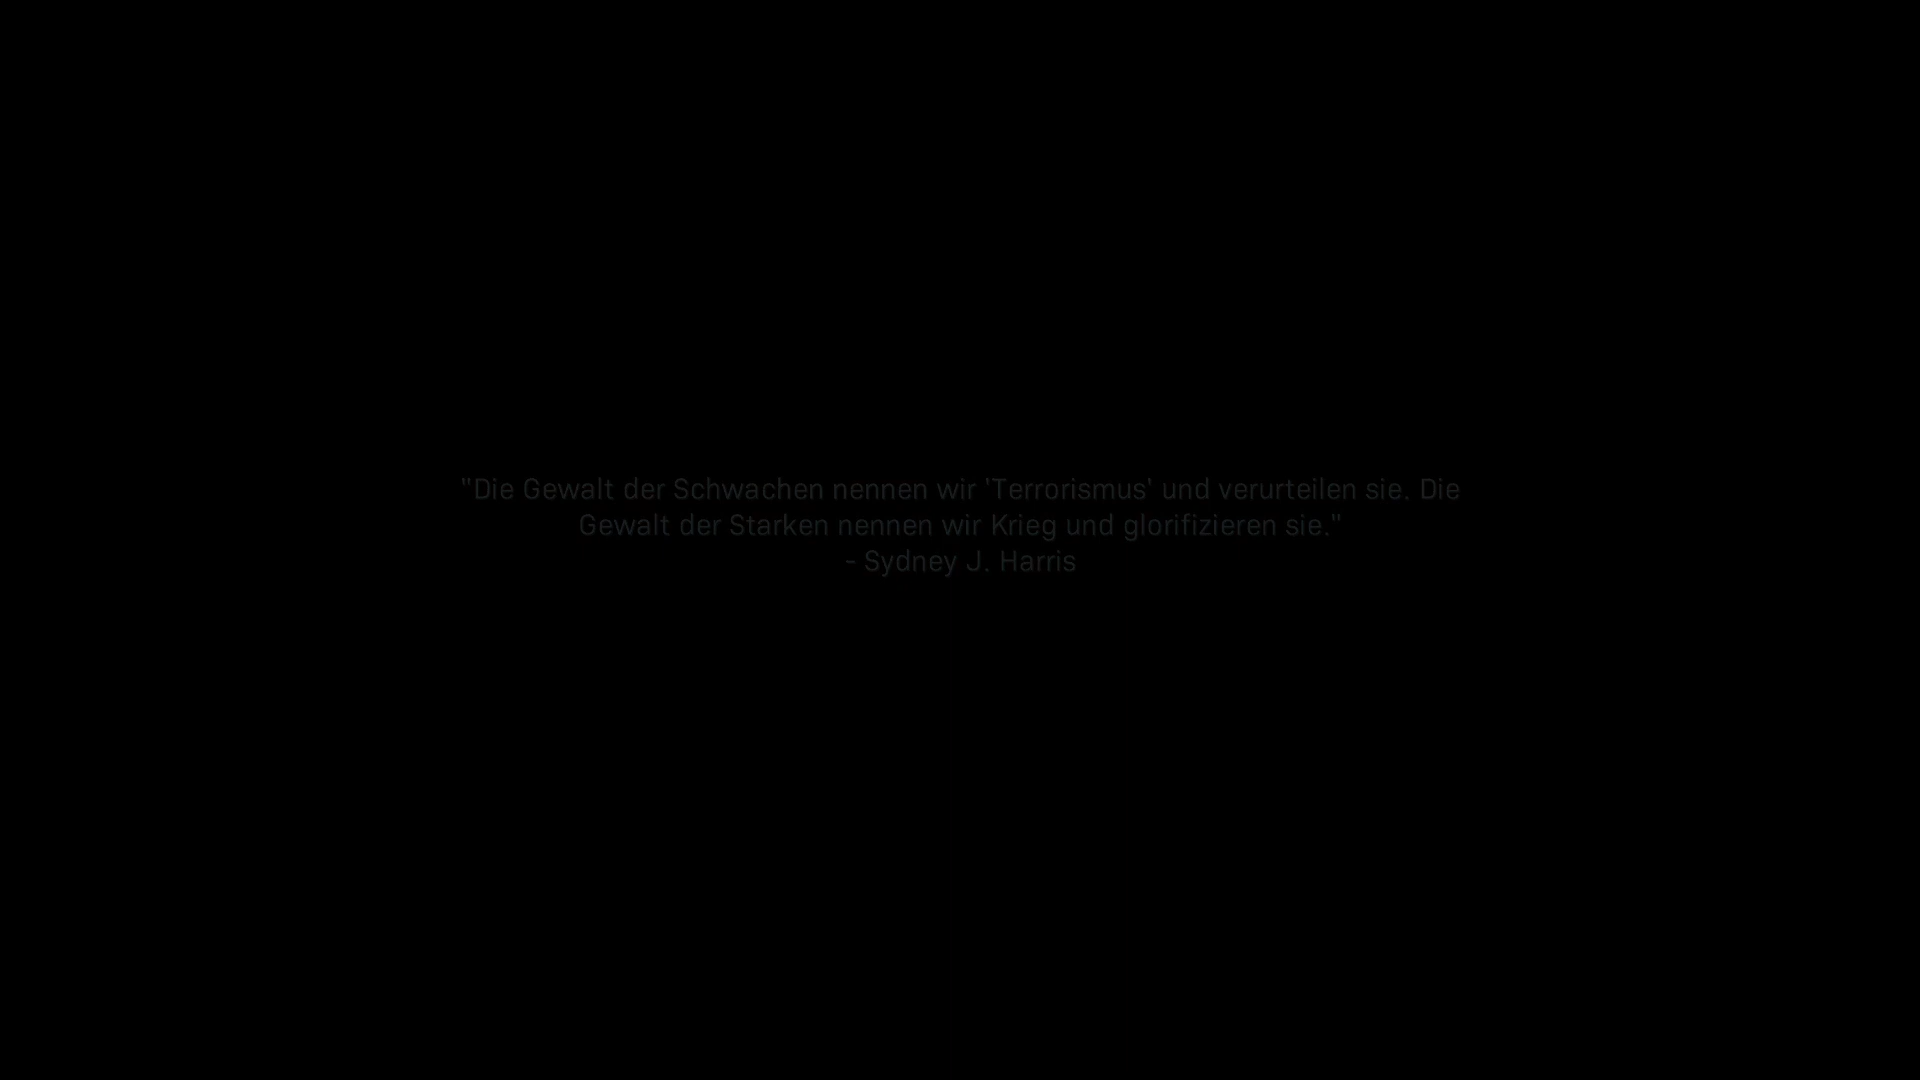 "Die Gewalt der Schwachen nennen wir 'Terrorismus' und verurteilen sie. Die
Gewalt der Starken nennen wir Krieg und glorifizieren sie."
- Sydney J. Harris